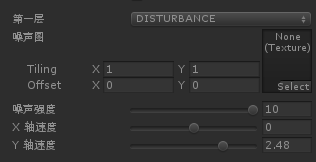 第一层 DISTURBANCE
噪声图 None
(Texture)
Tiling X 1 Y 1
Offset X 0 Y 0
Select
噪声强度 10
X 轴速度 0
Y 轴速度 2.48